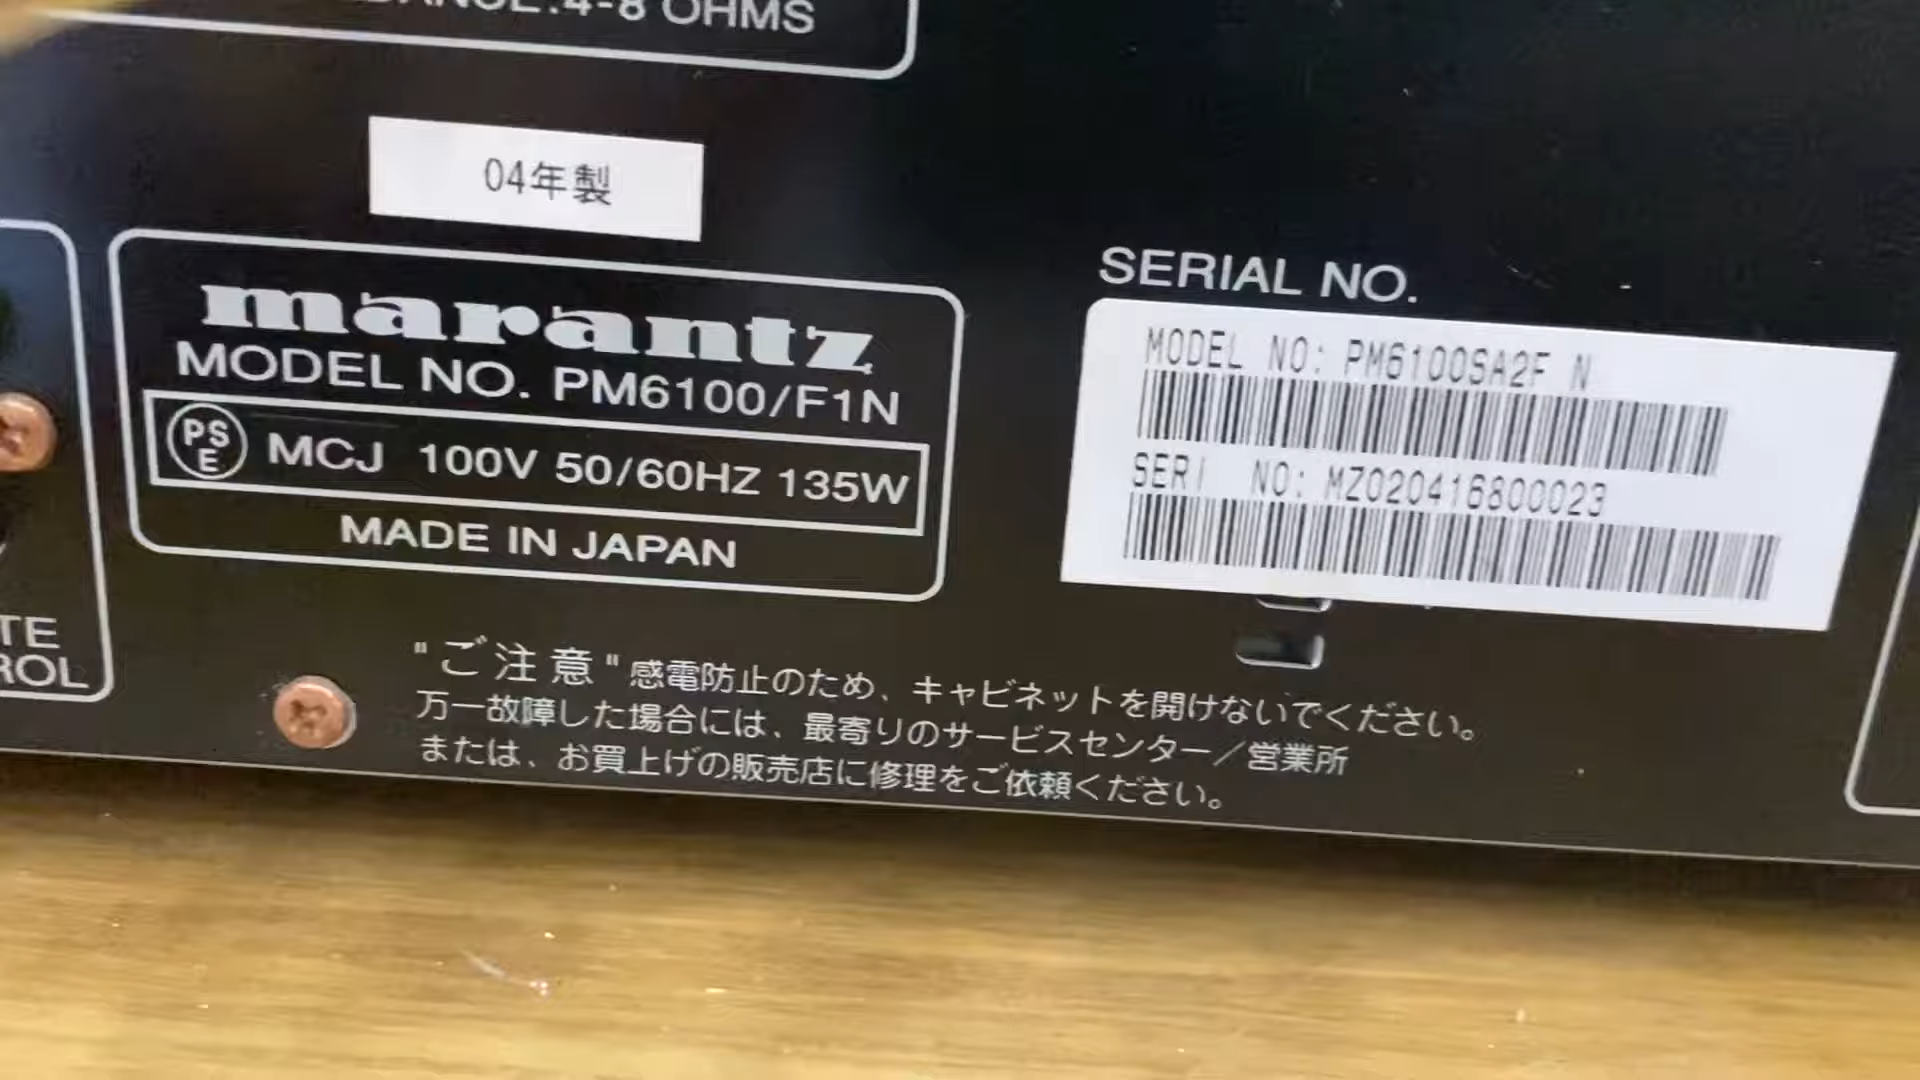 4-8 OHMS
04年製
marantz
MODEL NO. PM6100/F1N
PSE MCJ 100V 50/60HZ 135W
MADE IN JAPAN
SERIAL NO.
MODEL NO: PM6100SA2F N
SERI NO: MZ020416800023
"ご注意"感電防止のため、キャビネットを開けないでください。
万一故障した場合には、最寄りのサービスセンター／営業所
または、お買上げの販売店に修理をご依頼ください。